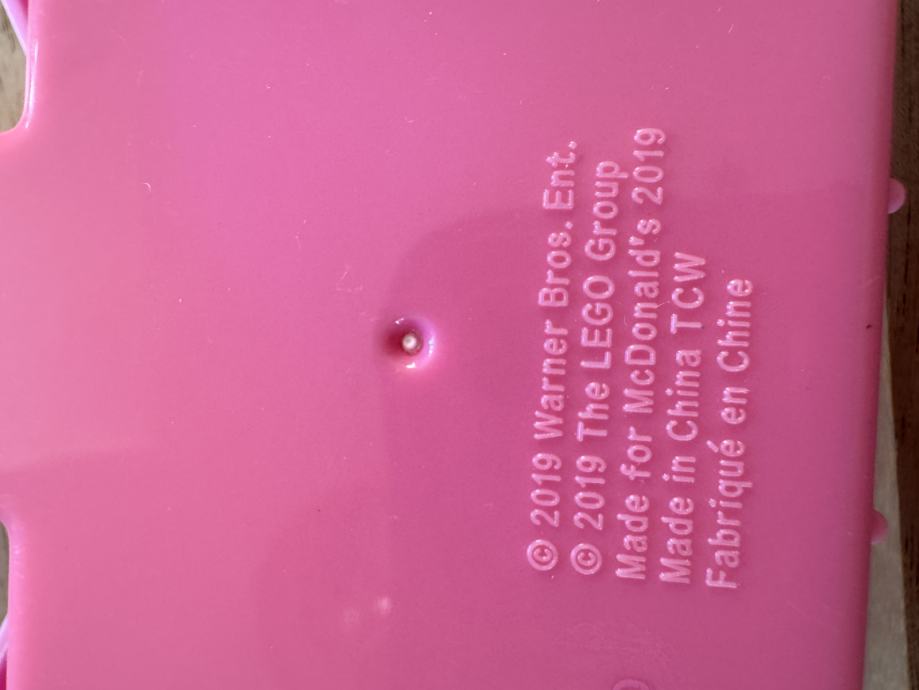 © 2019 Warner Bros. Ent.
© 2019 The LEGO Group
Made for McDonald's 2019
Made in China TCW
Fabriqué en Chine